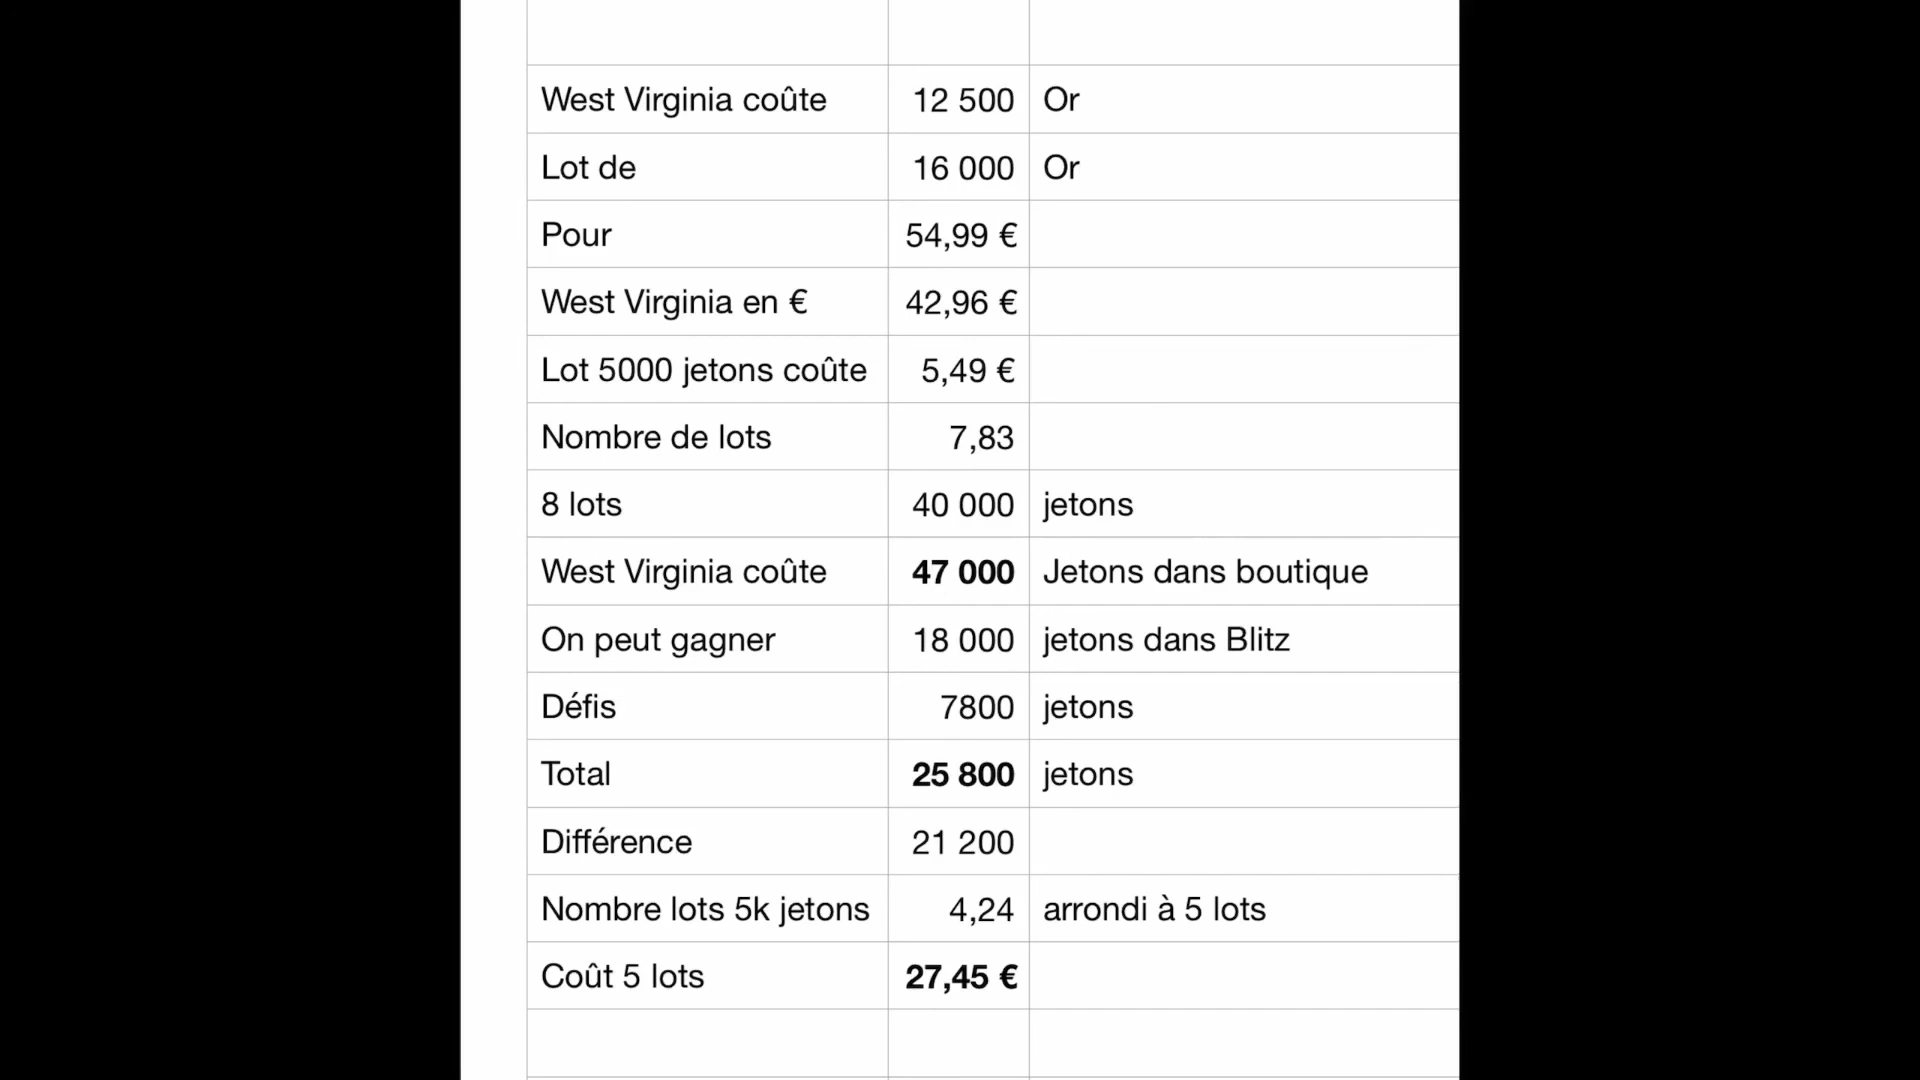 West Virginia coûte 12 500 Or
Lot de 16 000 Or
Pour 54,99 €
West Virginia en € 42,96 €
Lot 5000 jetons coûte 5,49 €
Nombre de lots 7,83
8 lots 40 000 jetons
West Virginia coûte 47 000 Jetons dans boutique
On peut gagner 18 000 jetons dans Blitz
Défis 7800 jetons
Total 25 800 jetons
Différence 21 200
Nombre lots 5k jetons 4,24 arrondi à 5 lots
Coût 5 lots 27,45 €